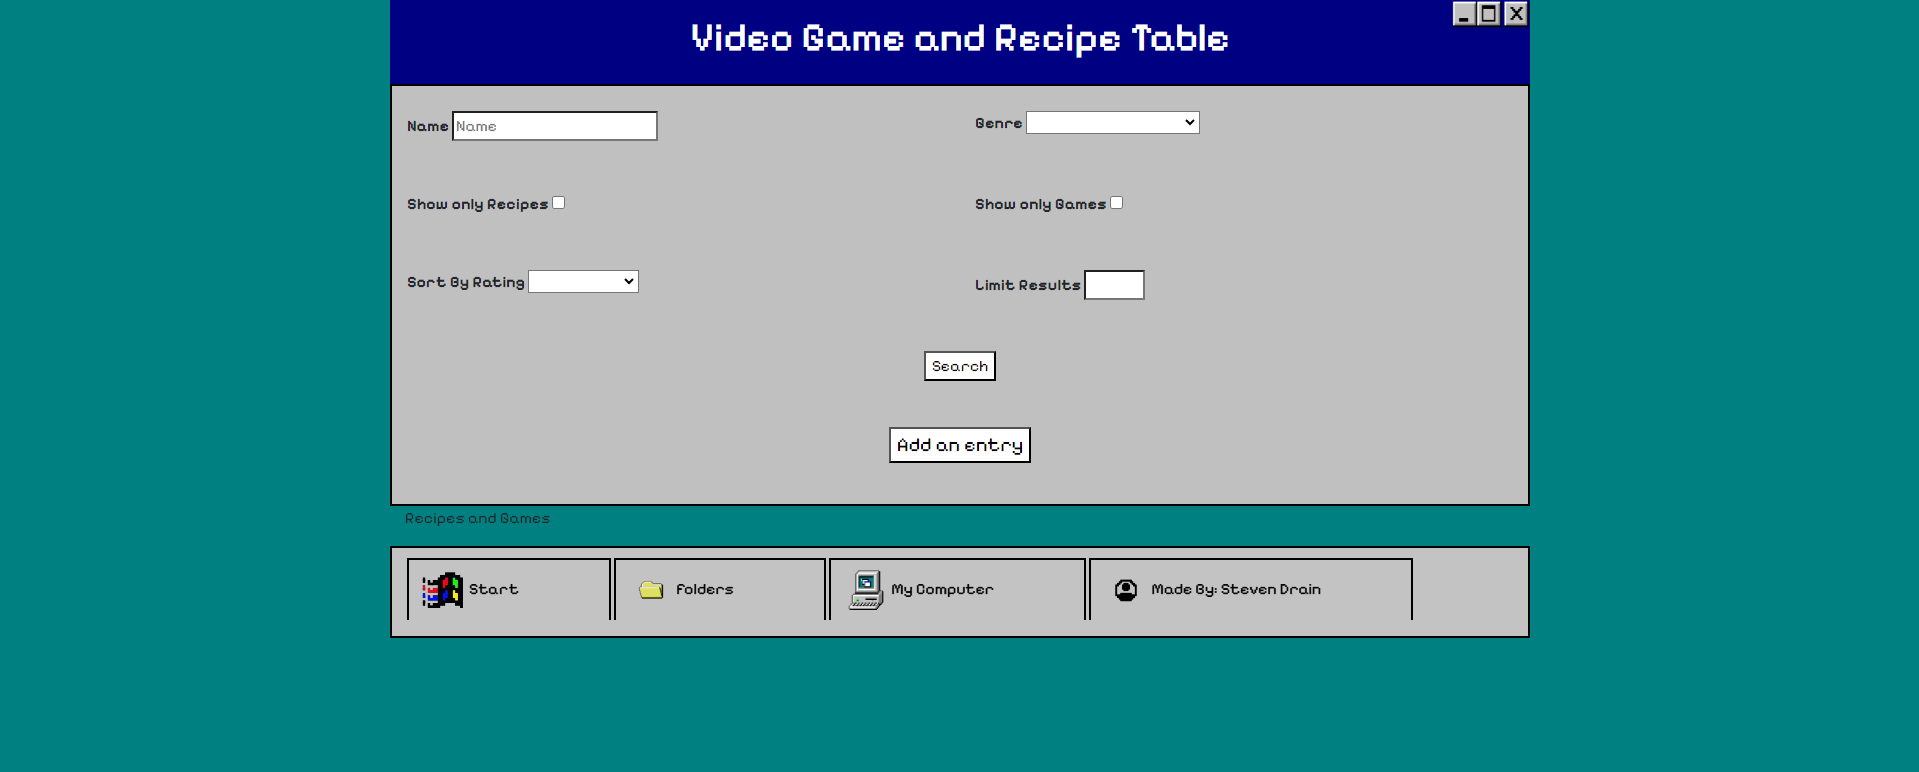 Video Game and Recipe Table
Name Name
Genre
Show only Recipes
Show only Games
Sort By Rating
Limit Results
Search
Add an entry
Recipes and Games
Start
Folders
My Computer
Made By: Steven Drain